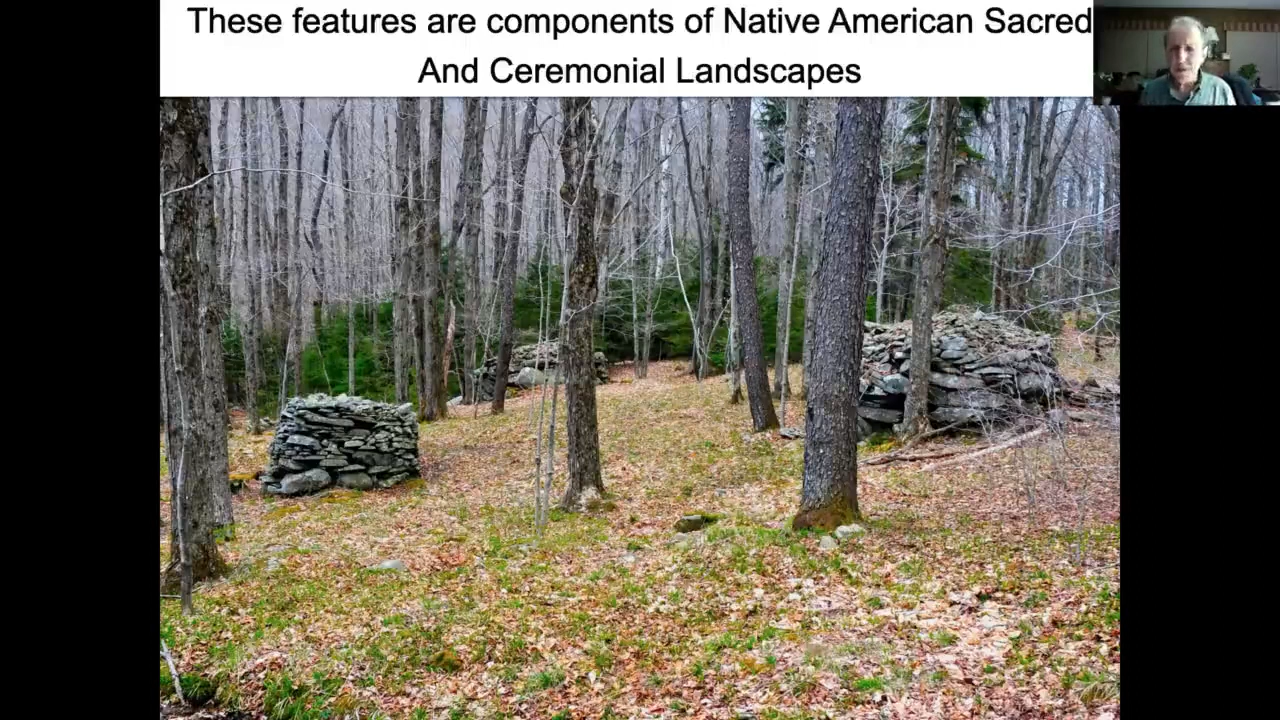 These features are components of Native American Sacred
And Ceremonial Landscapes